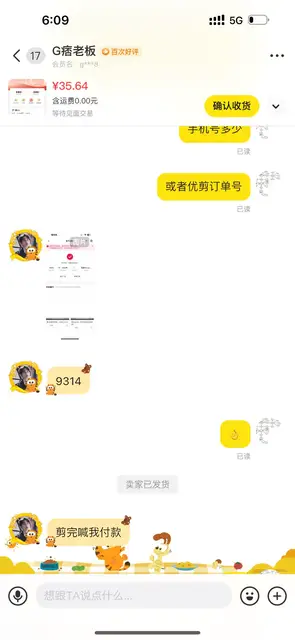 6:09
5G
17
G痞老板
百次好评
会员名
¥35.64
含运费0.00元
等待见面交易
确认收货
手机号多少
已读
或者优剪订单号
已读
9314
👌
已读
卖家已发货
剪完喊我付款
想跟TA说点什么...